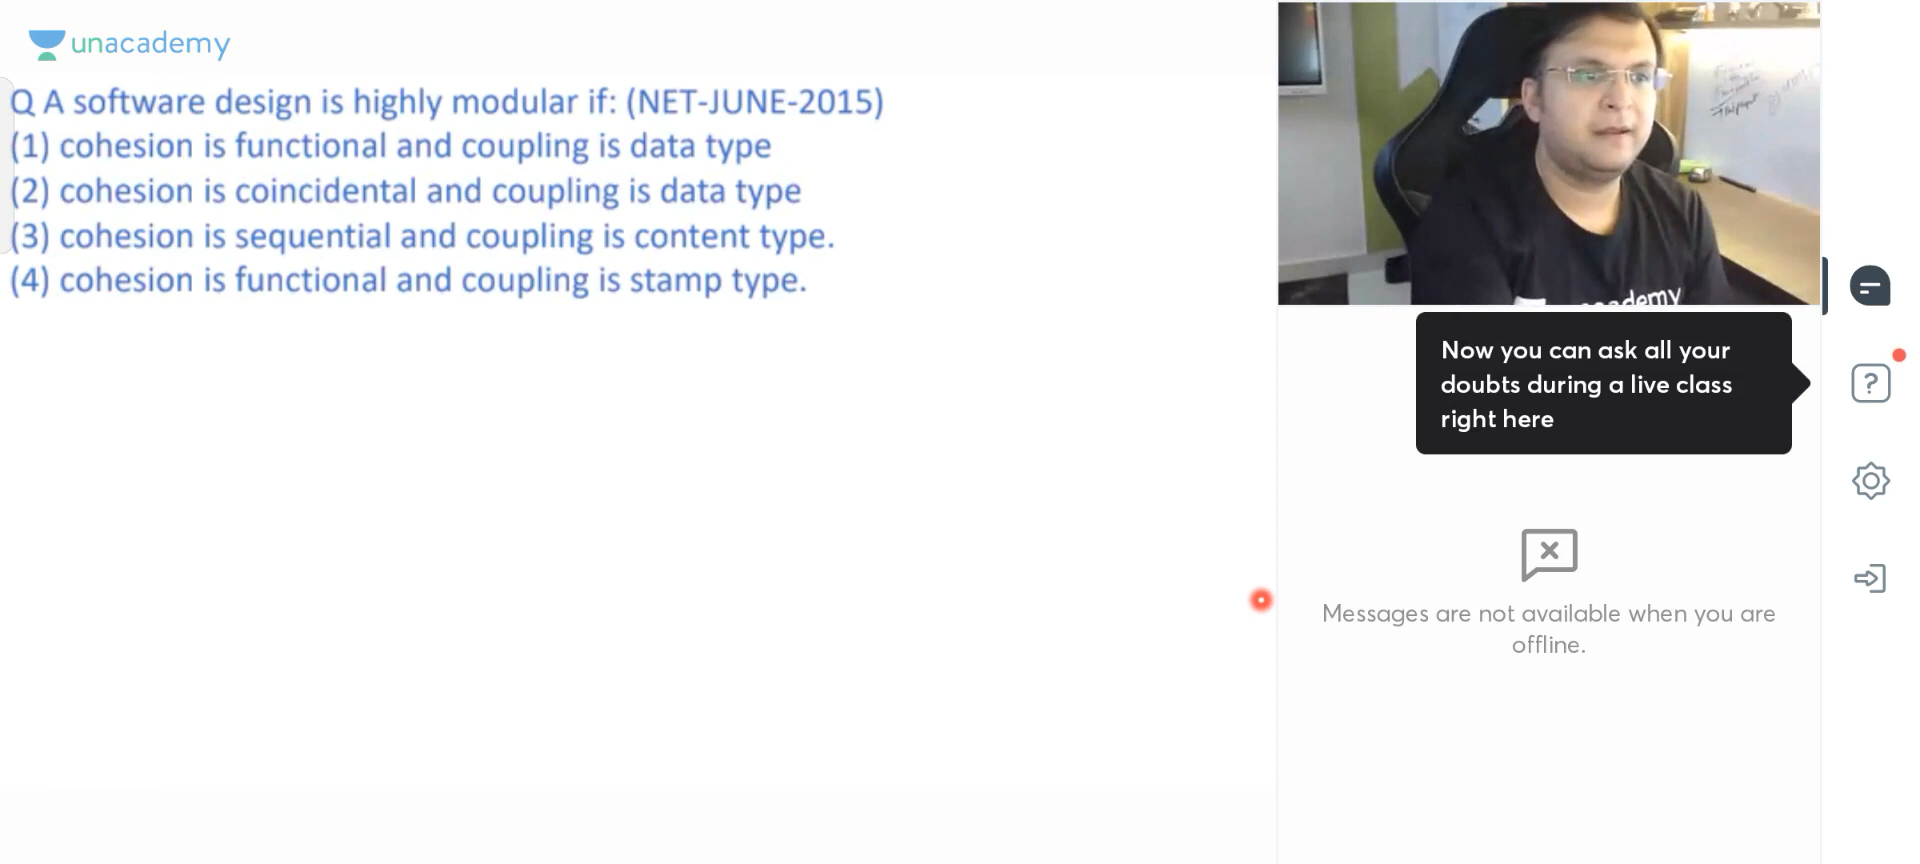 unacademy
Q A software design is highly modular if: (NET-JUNE-2015)
(1) cohesion is functional and coupling is data type
(2) cohesion is coincidental and coupling is data type
(3) cohesion is sequential and coupling is content type.
(4) cohesion is functional and coupling is stamp type.
Now you can ask all your
doubts during a live class
right here
Messages are not available when you are
offline.